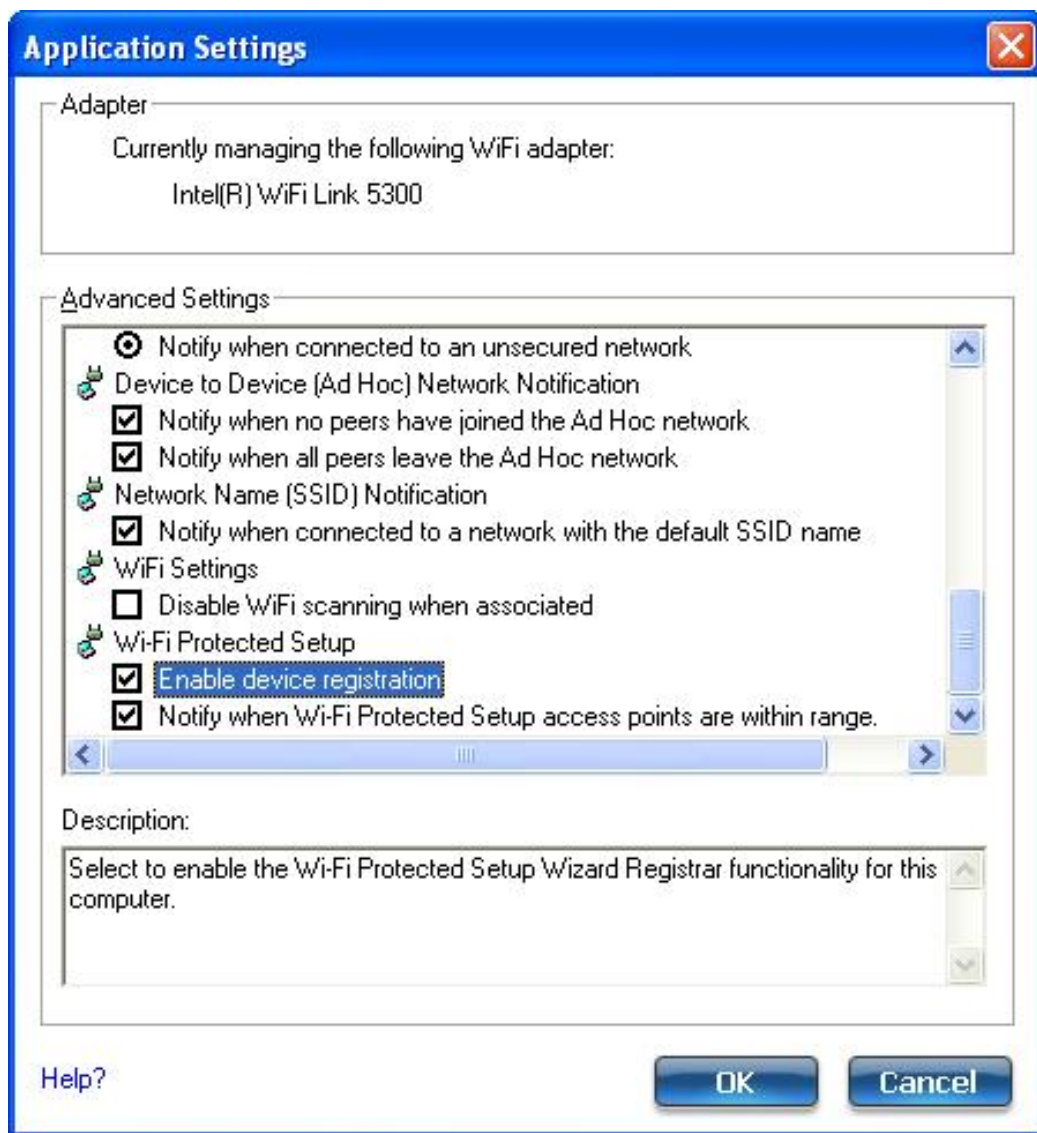 Application Settings
Adapter
Currently managing the following WiFi adapter:
Intel(R) WiFi Link 5300
Advanced Settings
Notify when connected to an unsecured network
Device to Device (Ad Hoc) Network Notification
Notify when no peers have joined the Ad Hoc network
Notify when all peers leave the Ad Hoc network
Network Name (SSID) Notification
Notify when connected to a network with the default SSID name
WiFi Settings
Disable WiFi scanning when associated
Wi-Fi Protected Setup
Enable device registration
Notify when Wi-Fi Protected Setup access points are within range.
Description:
Select to enable the Wi-Fi Protected Setup Wizard Registrar functionality for this
computer.
Help?
OK
Cancel